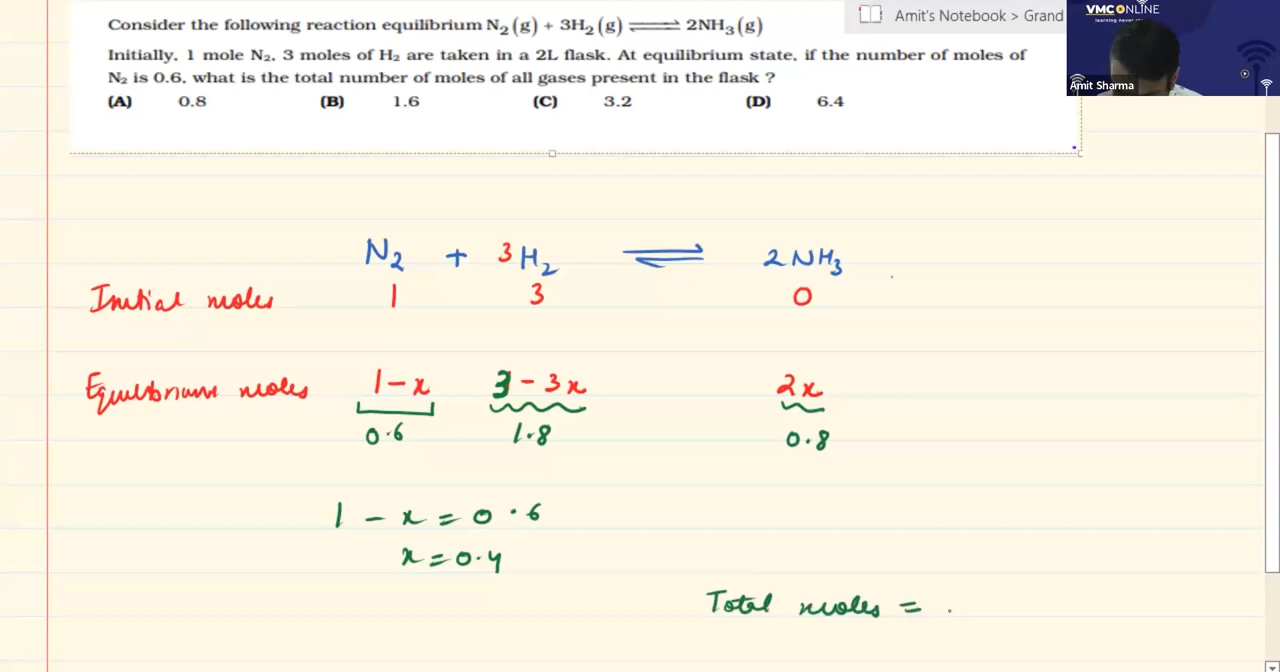 Consider the following reaction equilibrium N₂(g) + 3H₂(g) ⇌ 2NH₃(g)
Initially, 1 mole N₂, 3 moles of H₂ are taken in a 2L flask. At equilibrium state, if the number of moles of
N₂ is 0.6, what is the total number of moles of all gases present in the flask ?
(A) 0.8 (B) 1.6 (C) 3.2 (D) 6.4
Amit's Notebook > Grand
VMC ONLINE
Amit Sharma
N₂ + 3H₂ ⇌ 2NH₃
Initial moles 1 3 0
Equilibrium moles 1-x 3-3x 2x
0.6 1.8 0.8
1-x=0.6
x=0.4
Total moles =